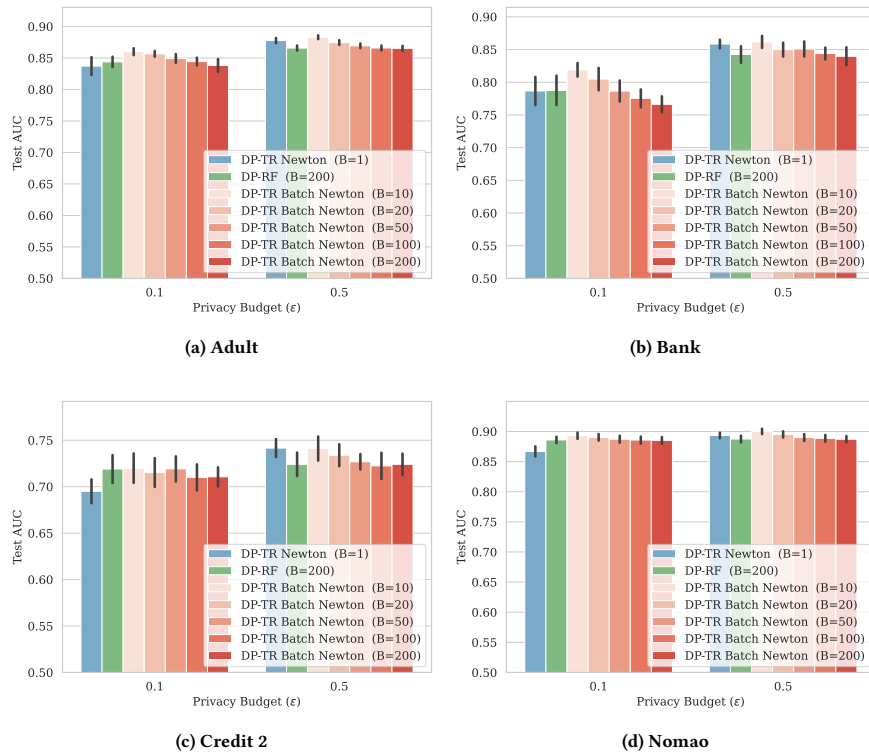 0.90
0.85
0.80
0.75
0.70
0.65
0.60
0.55
0.50
Test AUC
DP-TR Newton (B=1)
DP-RF (B=200)
DP-TR Batch Newton (B=10)
DP-TR Batch Newton (B=20)
DP-TR Batch Newton (B=50)
DP-TR Batch Newton (B=100)
DP-TR Batch Newton (B=200)
0.1 0.5
Privacy Budget (ε)
(a) Adult
0.90
0.85
0.80
0.75
0.70
0.65
0.60
0.55
0.50
Test AUC
DP-TR Newton (B=1)
DP-RF (B=200)
DP-TR Batch Newton (B=10)
DP-TR Batch Newton (B=20)
DP-TR Batch Newton (B=50)
DP-TR Batch Newton (B=100)
DP-TR Batch Newton (B=200)
0.1 0.5
Privacy Budget (ε)
(b) Bank
0.75
0.70
0.65
0.60
0.55
0.50
Test AUC
DP-TR Newton (B=1)
DP-RF (B=200)
DP-TR Batch Newton (B=10)
DP-TR Batch Newton (B=20)
DP-TR Batch Newton (B=50)
DP-TR Batch Newton (B=100)
DP-TR Batch Newton (B=200)
0.1 0.5
Privacy Budget (ε)
(c) Credit 2
0.90
0.85
0.80
0.75
0.70
0.65
0.60
0.55
0.50
Test AUC
DP-TR Newton (B=1)
DP-RF (B=200)
DP-TR Batch Newton (B=10)
DP-TR Batch Newton (B=20)
DP-TR Batch Newton (B=50)
DP-TR Batch Newton (B=100)
DP-TR Batch Newton (B=200)
0.1 0.5
Privacy Budget (ε)
(d) Nomao